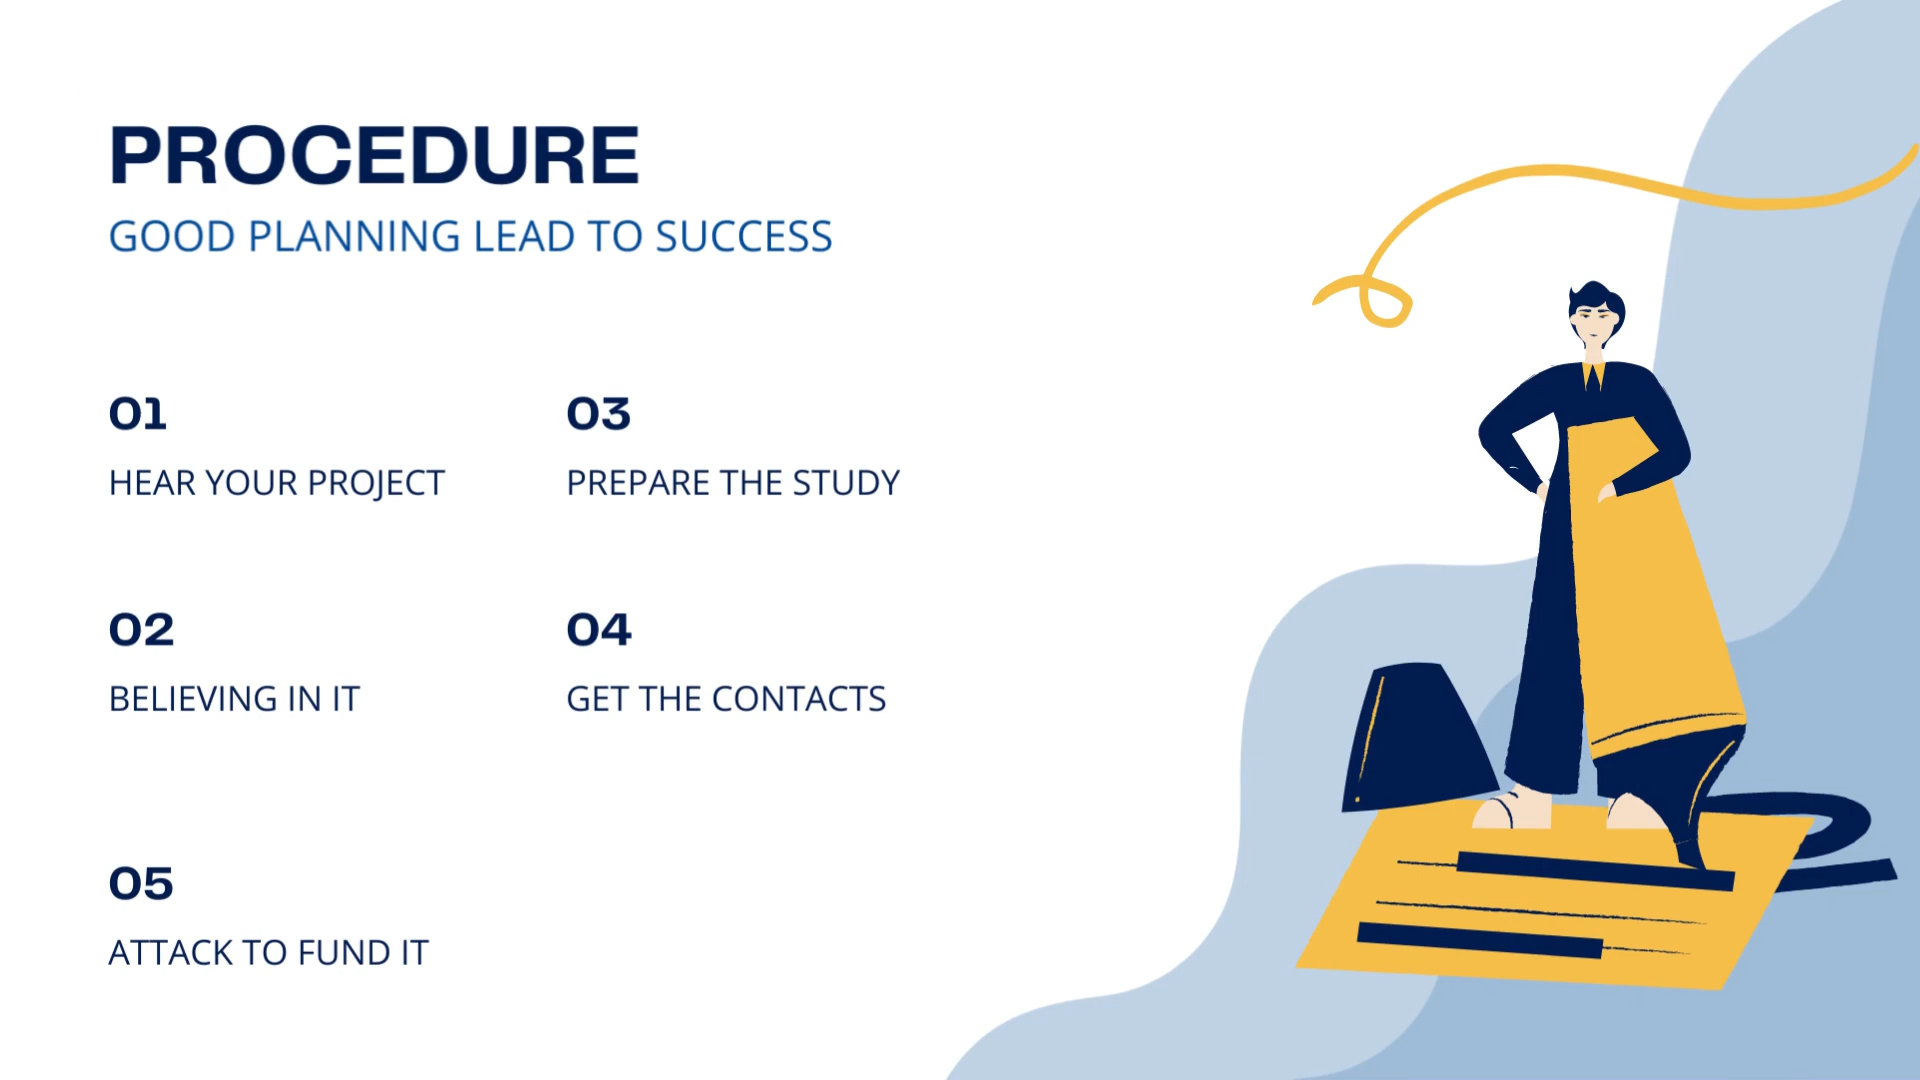 PROCEDURE
GOOD PLANNING LEAD TO SUCCESS
01
HEAR YOUR PROJECT
02
BELIEVING IN IT
03
PREPARE THE STUDY
04
GET THE CONTACTS
05
ATTACK TO FUND IT